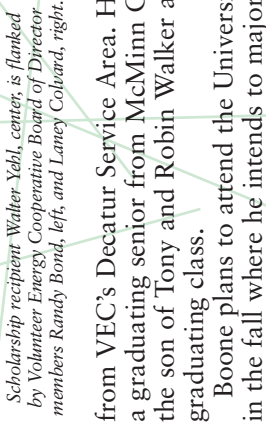 Scholarship recipient Walter Yehl, center, is flanked
by Volunteer Energy Cooperative Board of Director
members Randy Bond, left, and Laney Colvard, right.
from VEC's Decatur Service Area. H
a graduating senior from McMinn C
the son of Tony and Robin Walker a
graduating class.
Boone plans to attend the Univers
in the fall where he intends to major